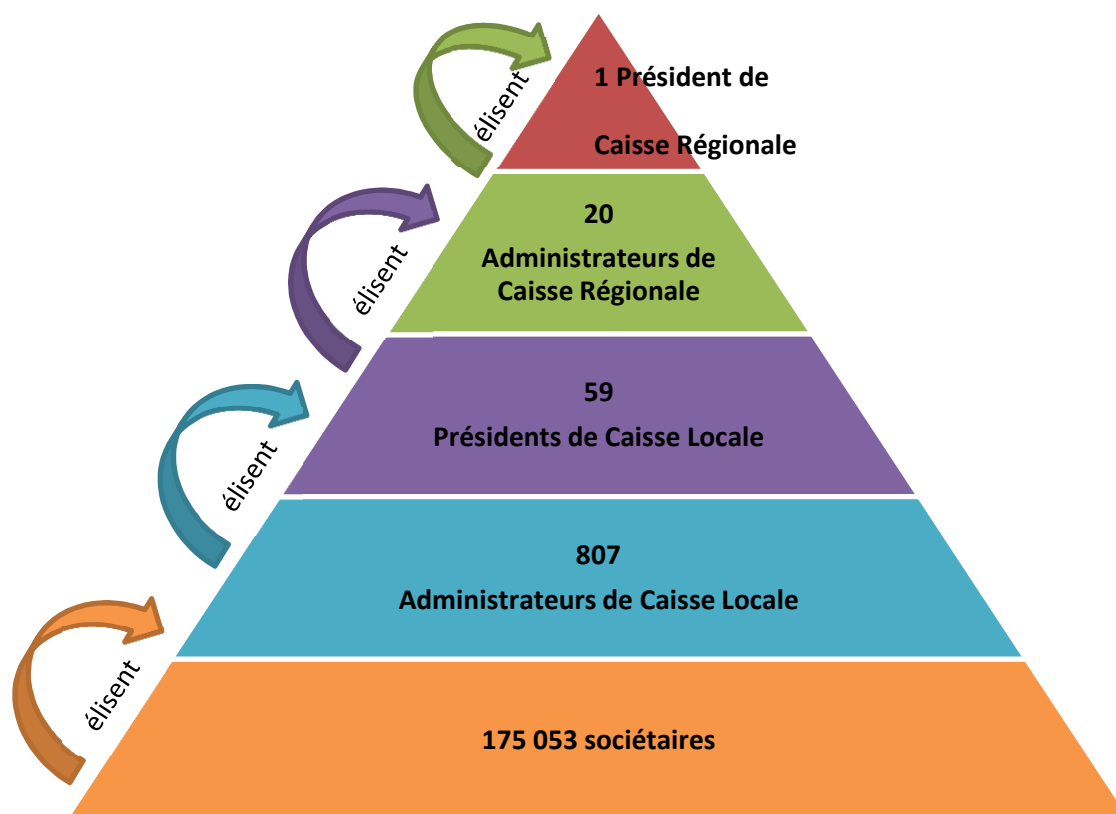 1 Président de
Caisse Régionale
élisent
20
Administrateurs de
Caisse Régionale
élisent
59
Présidents de Caisse Locale
élisent
807
Administrateurs de Caisse Locale
élisent
175 053 sociétaires